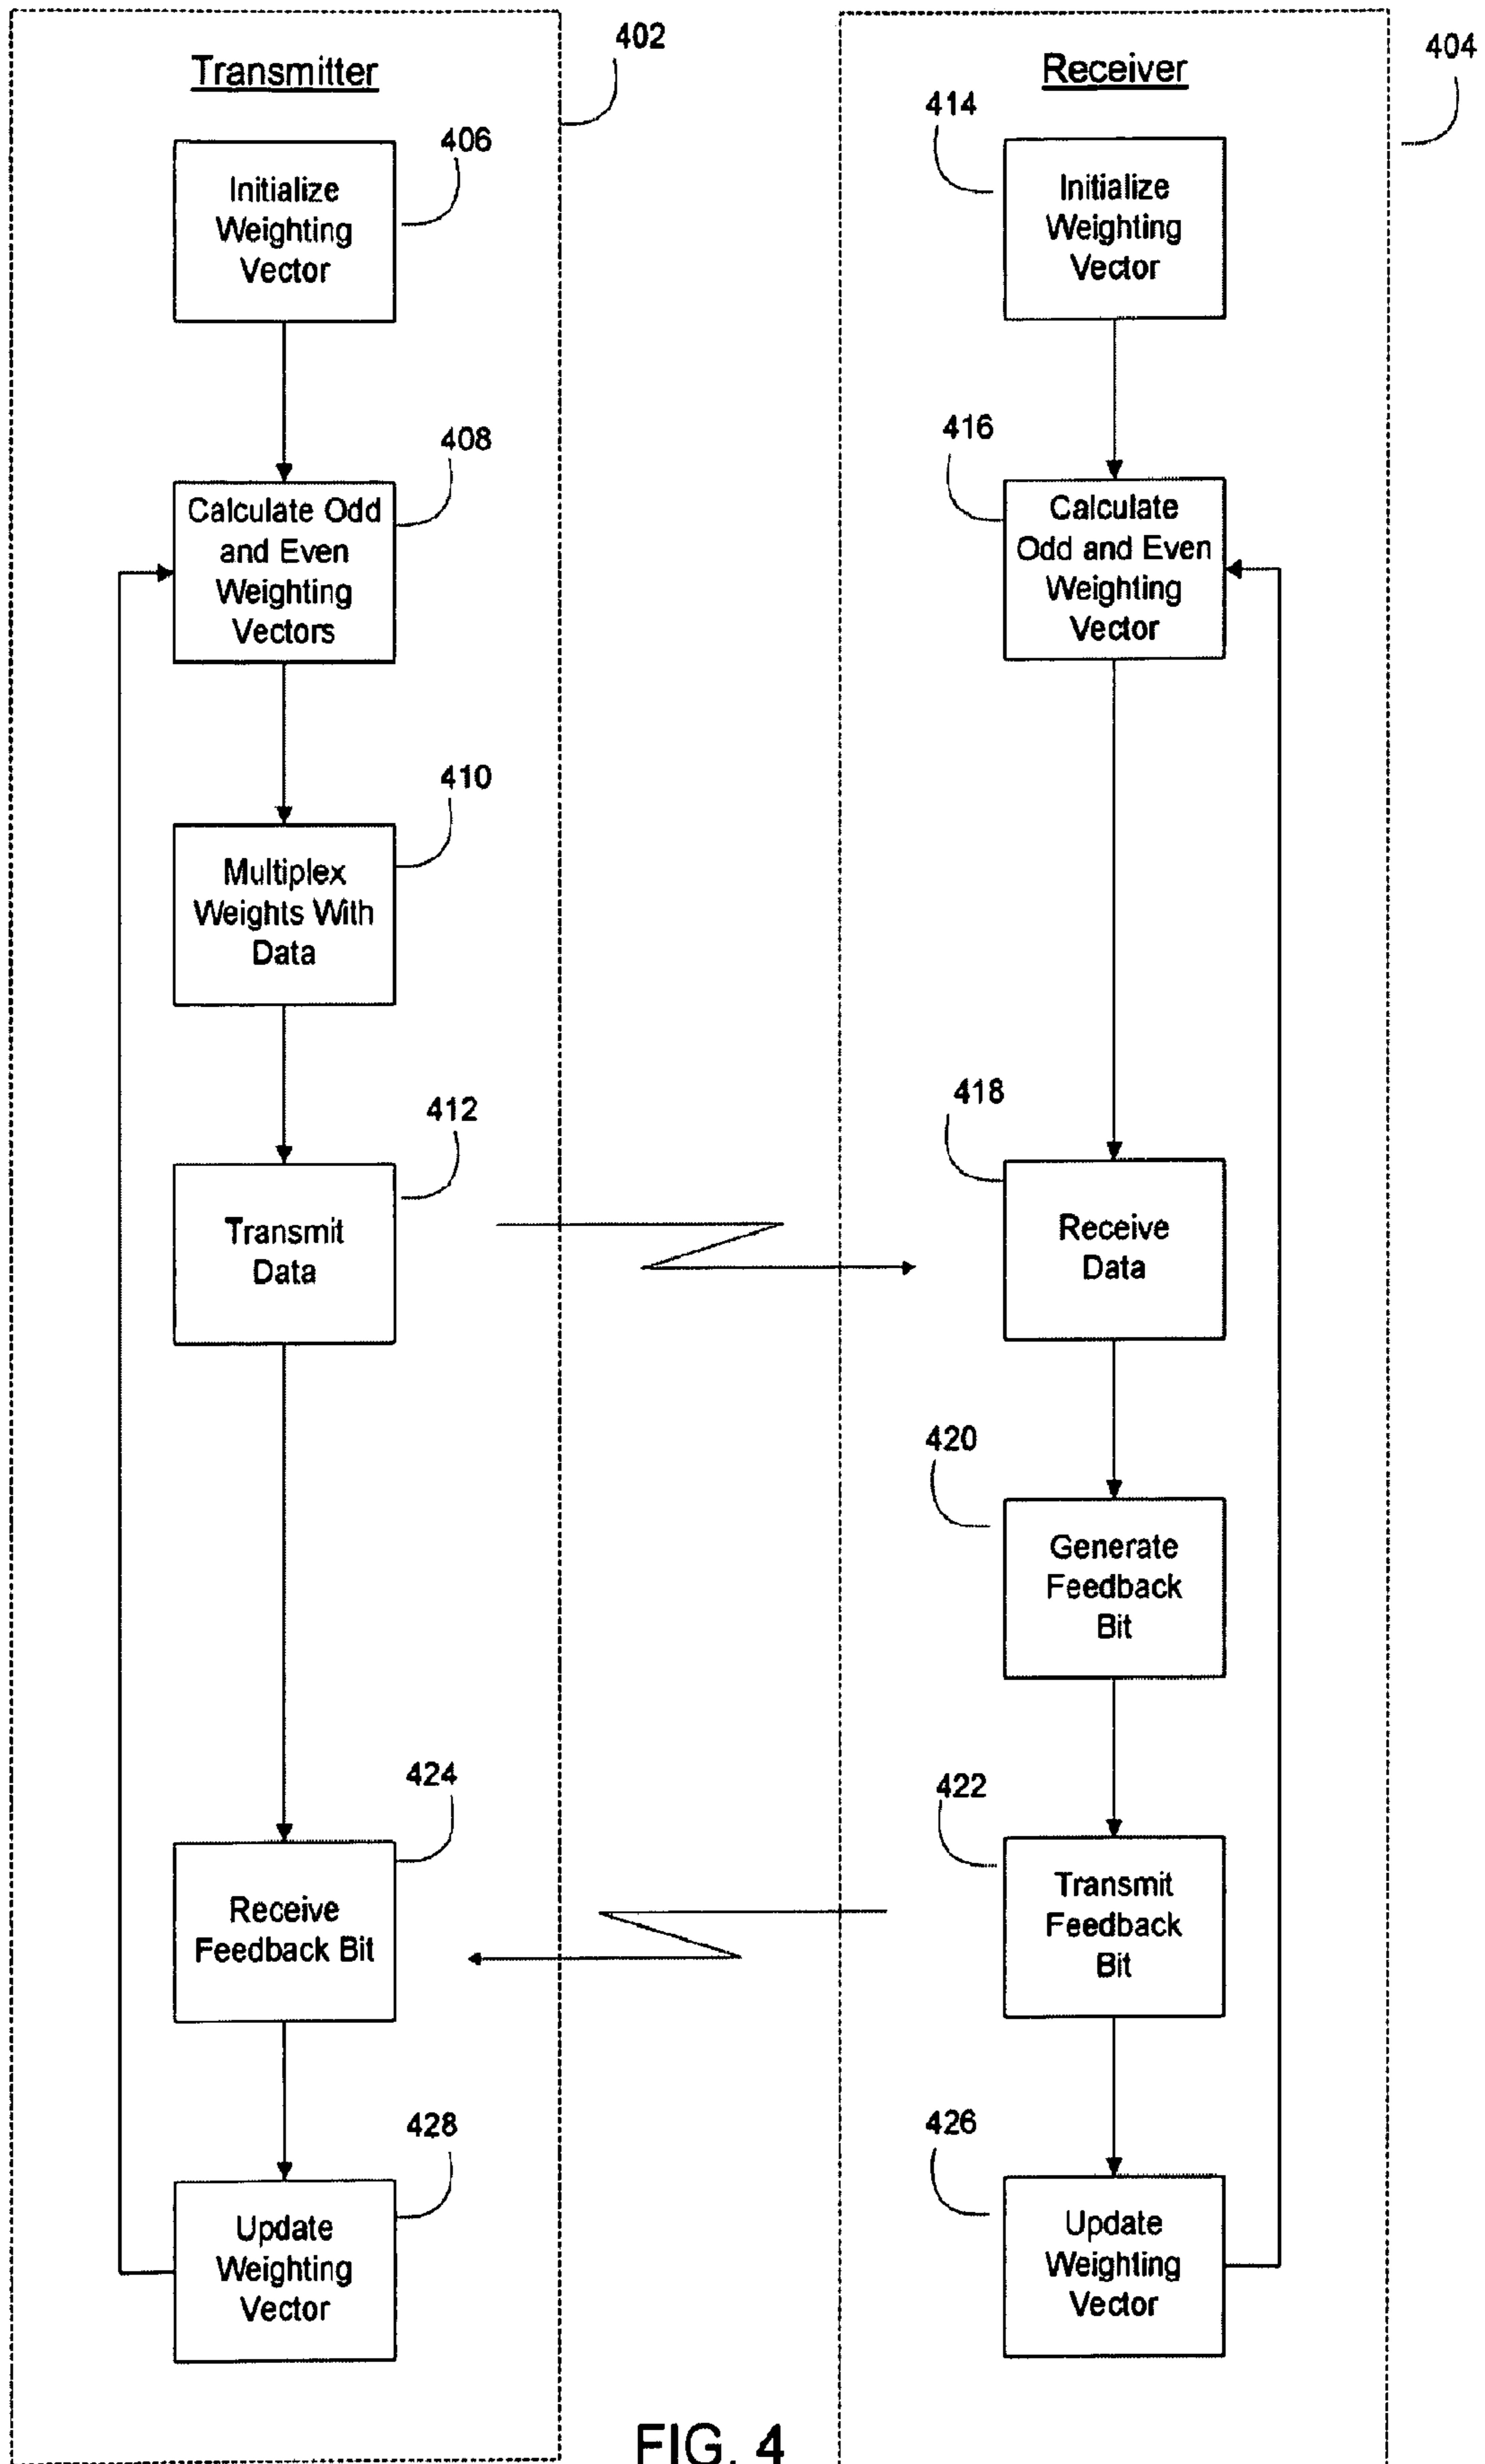 Transmitter
402
406
Initialize
Weighting
Vector
408
Calculate Odd
and Even
Weighting
Vectors
410
Multiplex
Weights With
Data
412
Transmit
Data
424
Receive
Feedback Bit
428
Update
Weighting
Vector
Receiver
404
414
Initialize
Weighting
Vector
416
Calculate
Odd and Even
Weighting
Vector
418
Receive
Data
420
Generate
Feedback
Bit
422
Transmit
Feedback
Bit
426
Update
Weighting
Vector
FIG. 4